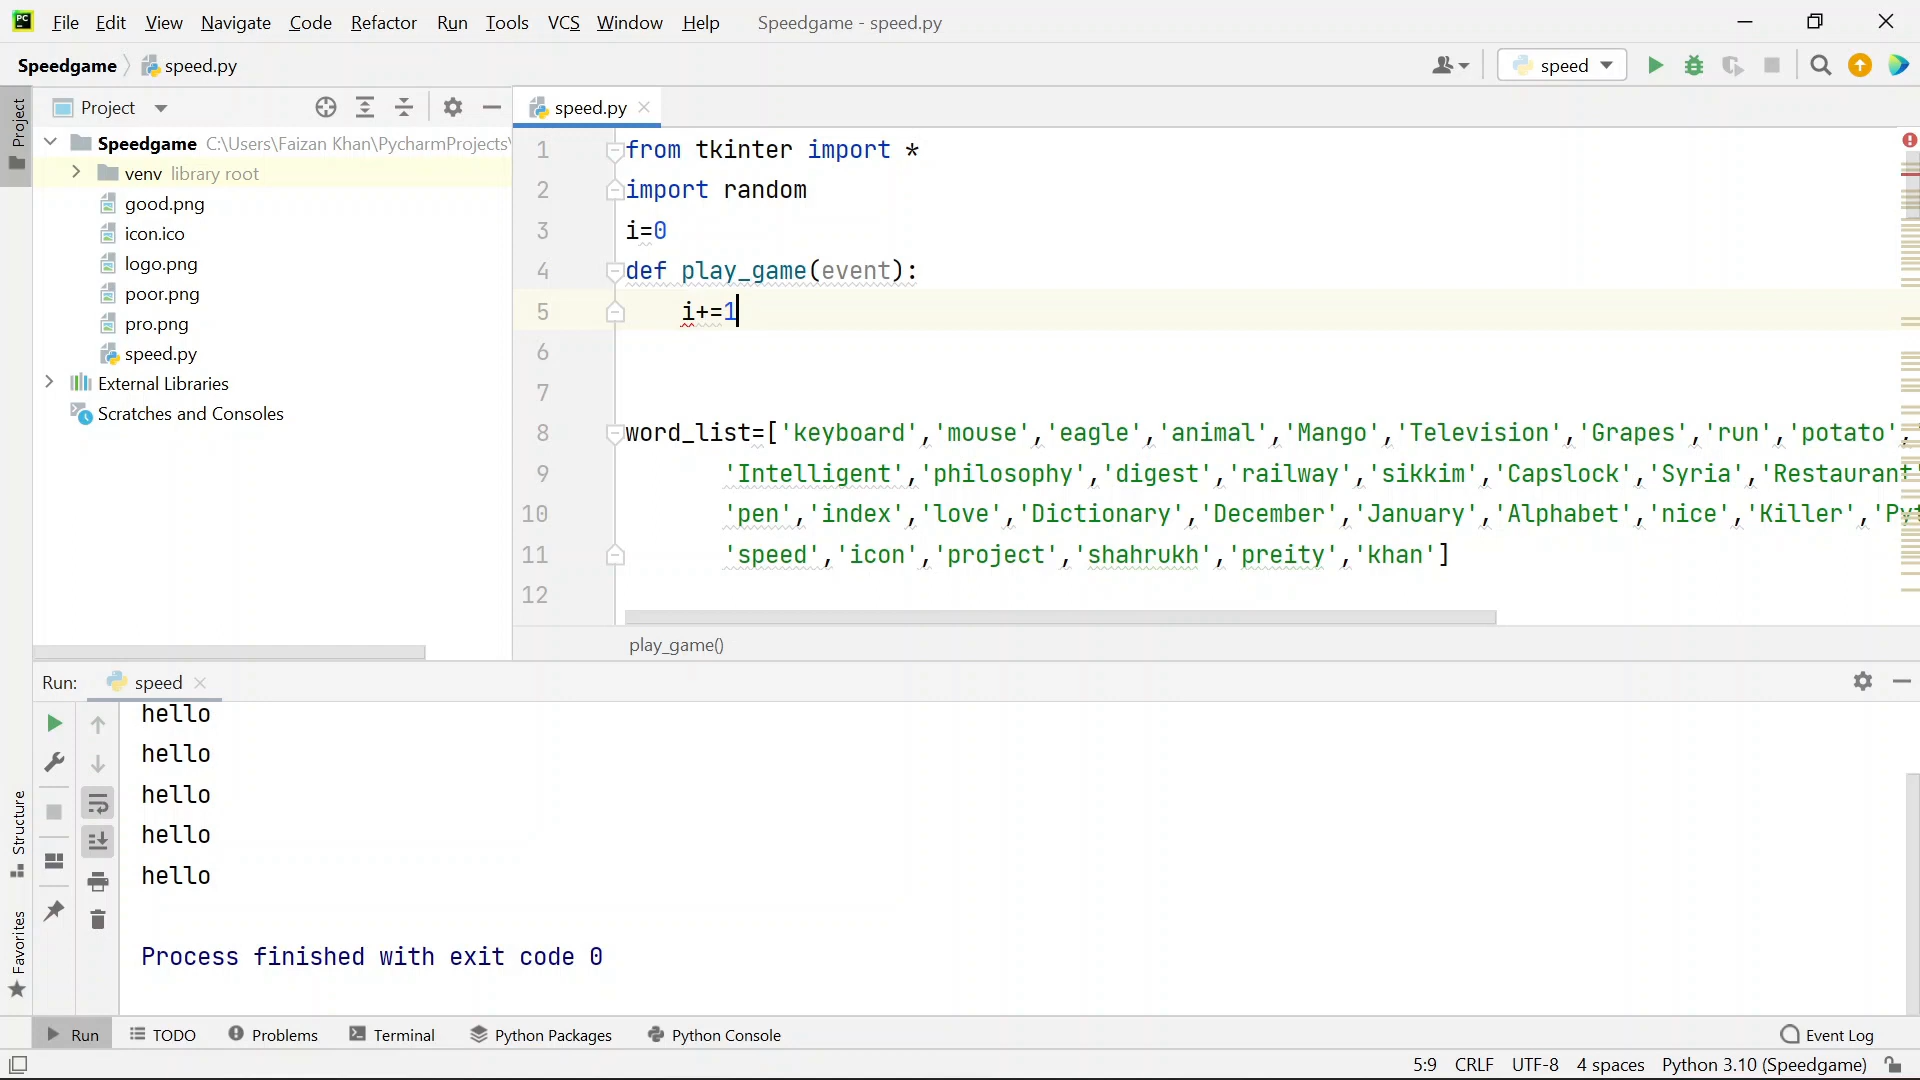 PC File Edit View Navigate Code Refactor Run Tools VCS Window Help Speedgame - speed.py
Speedgame speed.py speed
Project speed.py
Project
Speedgame C:\Users\Faizan Khan\PycharmProjects\
venv library root
good.png
icon.ico
logo.png
poor.png
pro.png
speed.py
External Libraries
Scratches and Consoles
1 from tkinter import *
2 import random
3 i=0
4 def play_game(event):
5 i+=1
6
7
8 word_list=['keyboard','mouse','eagle','animal','Mango','Television','Grapes','run','potato','
9 'Intelligent','philosophy','digest','railway','sikkim','Capslock','Syria','Restaurant'
10 'pen','index','love','Dictionary','December','January','Alphabet','nice','Killer','Pyt
11 'speed','icon','project','shahrukh','preity','khan']
12
play_game()
Run: speed
hello
hello
hello
hello
hello
Process finished with exit code 0
Structure
Favorites
Run TODO Problems Terminal Python Packages Python Console Event Log
5:9 CRLF UTF-8 4 spaces Python 3.10 (Speedgame)